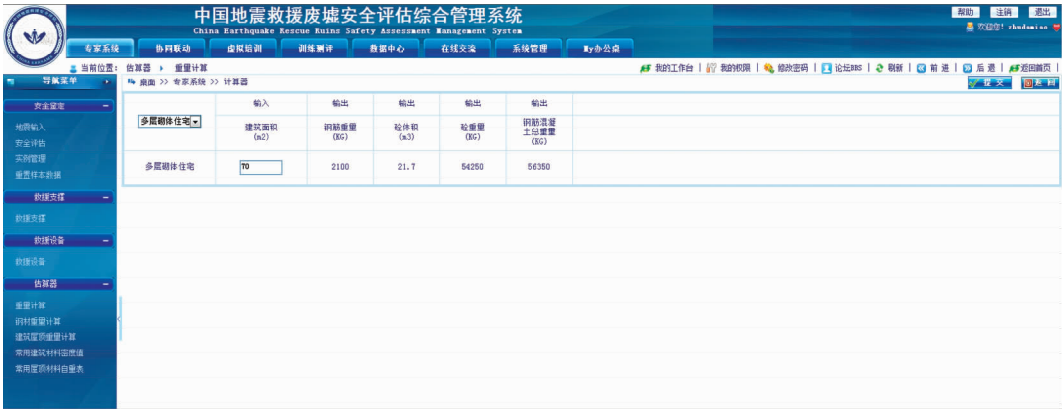 中国地震救援废墟安全评估综合管理系统
China Earthquake Rescue Ruins Safety Assessment Management System
帮助 注销 退出
欢迎您! zhudamiao
专家系统 协同联动 虚拟培训 训练测评 数据中心 在线交流 系统管理 My办公桌
当前位置: 估算器 重量计算
我的工作台 | 我的权限 | 修改密码 | 论坛BBS | 刷新 | 前 进 | 后 退 | 返回首页 |
导航菜单
桌面 >> 专家系统 >> 计算器
提 交 返 回
安全鉴定
地震输入
安全评估
实例管理
重置样本数据
救援支撑
救援支撑
救援设备
救援设备
估算器
重量计算
钢材重量计算
建筑屋顶重量计算
常用建筑材料密度值
常用屋顶材料自重表
多层砌体住宅
输入 输出 输出 输出 输出
建筑面积 (m2) 钢筋重量 (KG) 砼体积 (m3) 砼重量 (KG) 钢筋混凝土总重量 (KG)
多层砌体住宅 70 2100 21.7 54250 56350